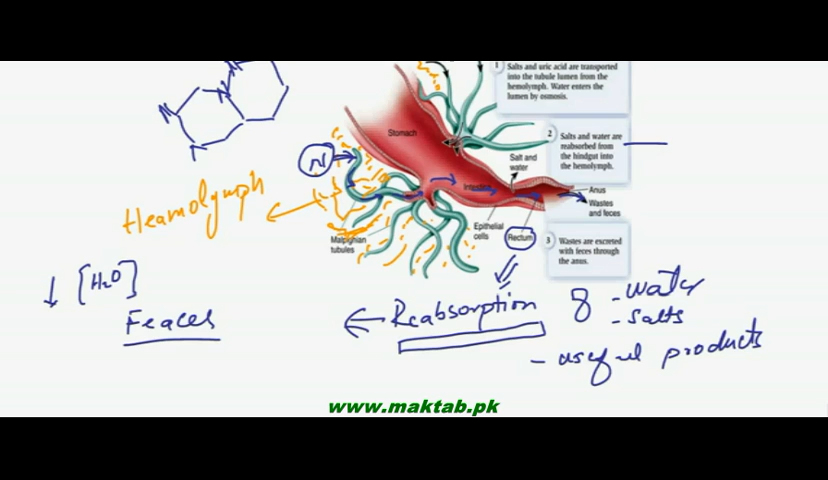 N
N
N
N
1 Salts and uric acid are transported
into the tubule lumen from the
hemolymph. Water enters the
lumen by osmosis.
Stomach
2 Salts and water are
reabsorbed from
the hindgut into
the hemolymph.
N
Salt and
water
Intestine
Anus
Wastes
and feces
Heamolymph
Malpighian
tubules
Epithelial
cells
Rectum
3 Wastes are excreted
with feces through
the anus.
↓ [H2O]
Feaces
Reabsorption 8 - water
- salts
- useful products
www.maktab.pk